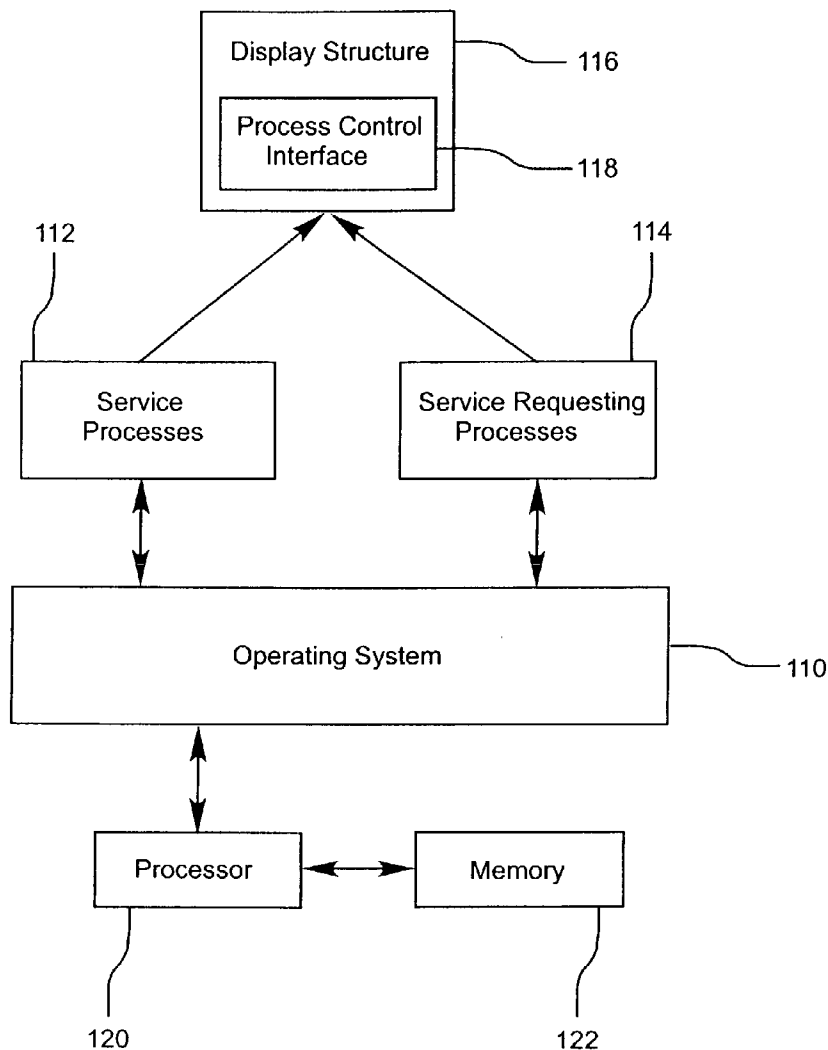 Display Structure
116
Process Control
Interface
118
112
114
Service
Processes
Service Requesting
Processes
Operating System
110
Processor
Memory
120
122